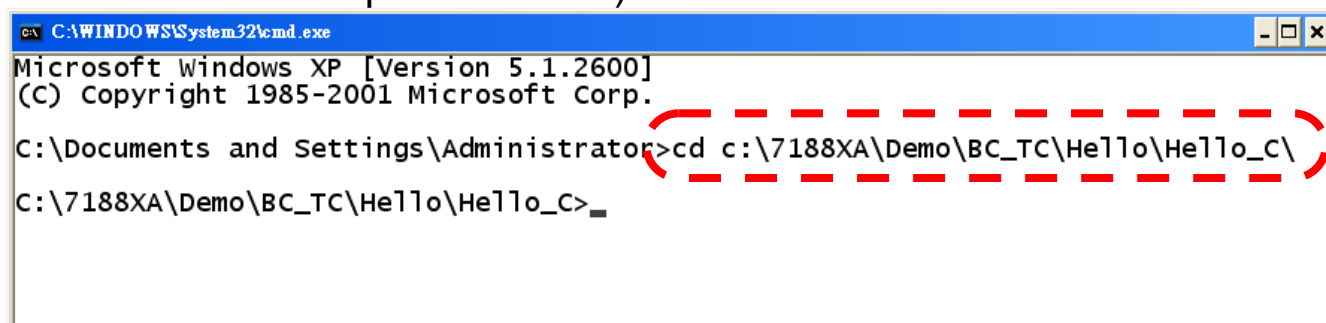 C:\WINDOWS\System32\cmd.exe
Microsoft Windows XP [Version 5.1.2600]
(C) Copyright 1985-2001 Microsoft Corp.
C:\Documents and Settings\Administrator>cd c:\7188XA\Demo\BC_TC\Hello\Hello_C\
C:\7188XA\Demo\BC_TC\Hello\Hello_C>